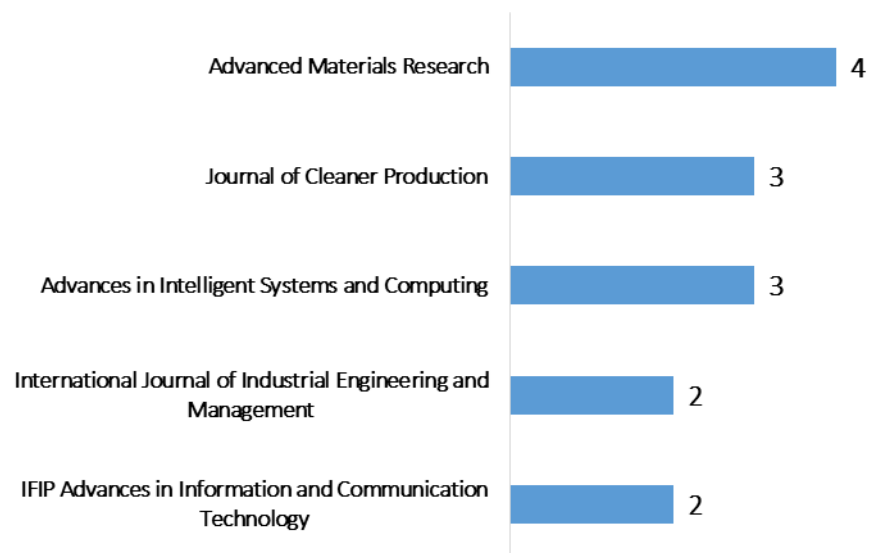 Advanced Materials Research 4
Journal of Cleaner Production 3
Advances in Intelligent Systems and Computing 3
International Journal of Industrial Engineering and
Management 2
IFIP Advances in Information and Communication
Technology 2